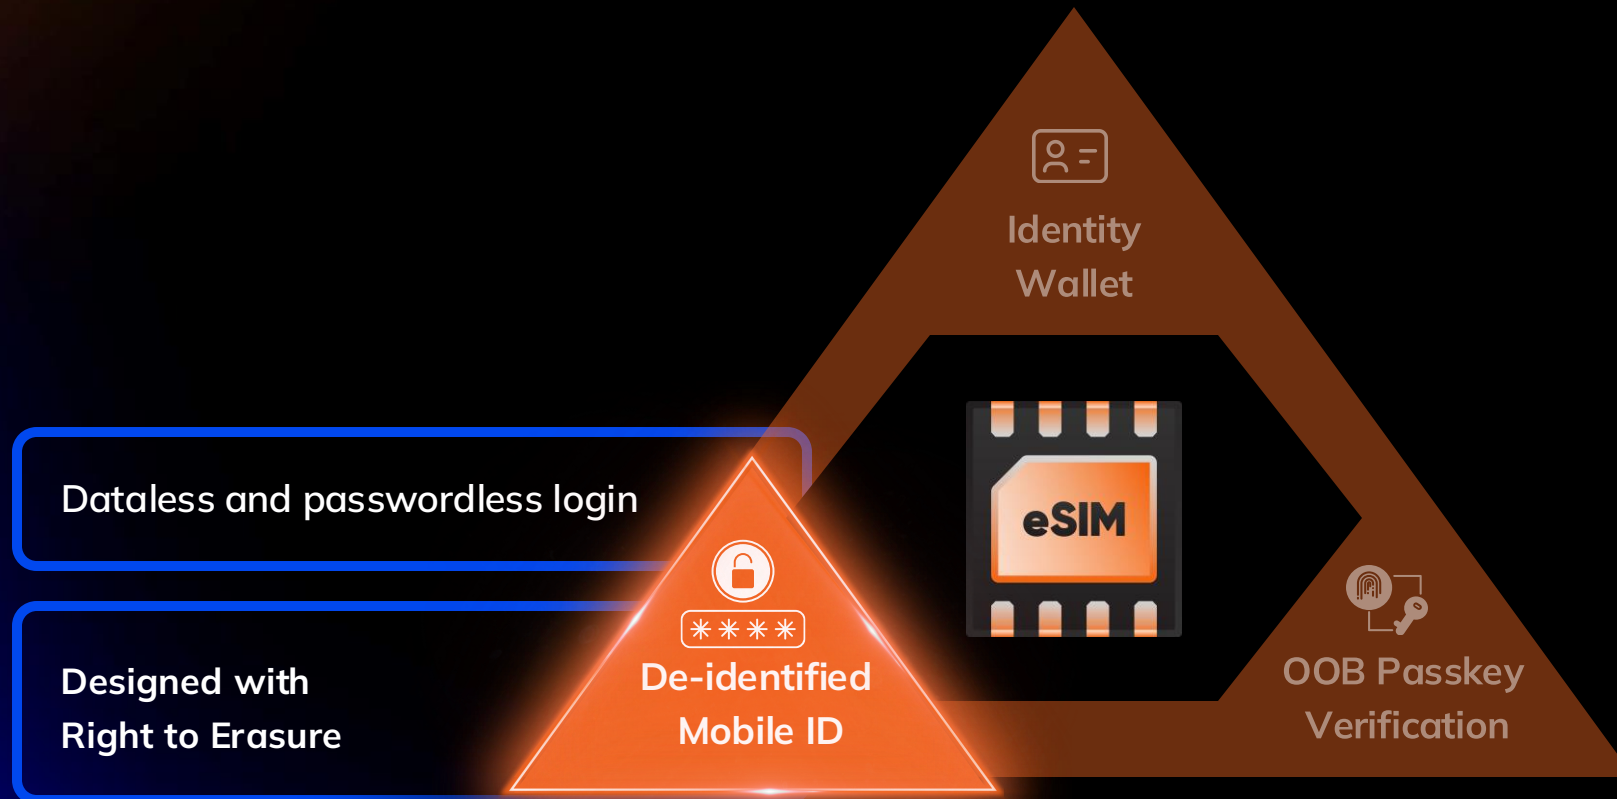 Identity
Wallet
eSIM
Dataless and passwordless login
Designed with
Right to Erasure
****
De-identified
Mobile ID
OOB Passkey
Verification